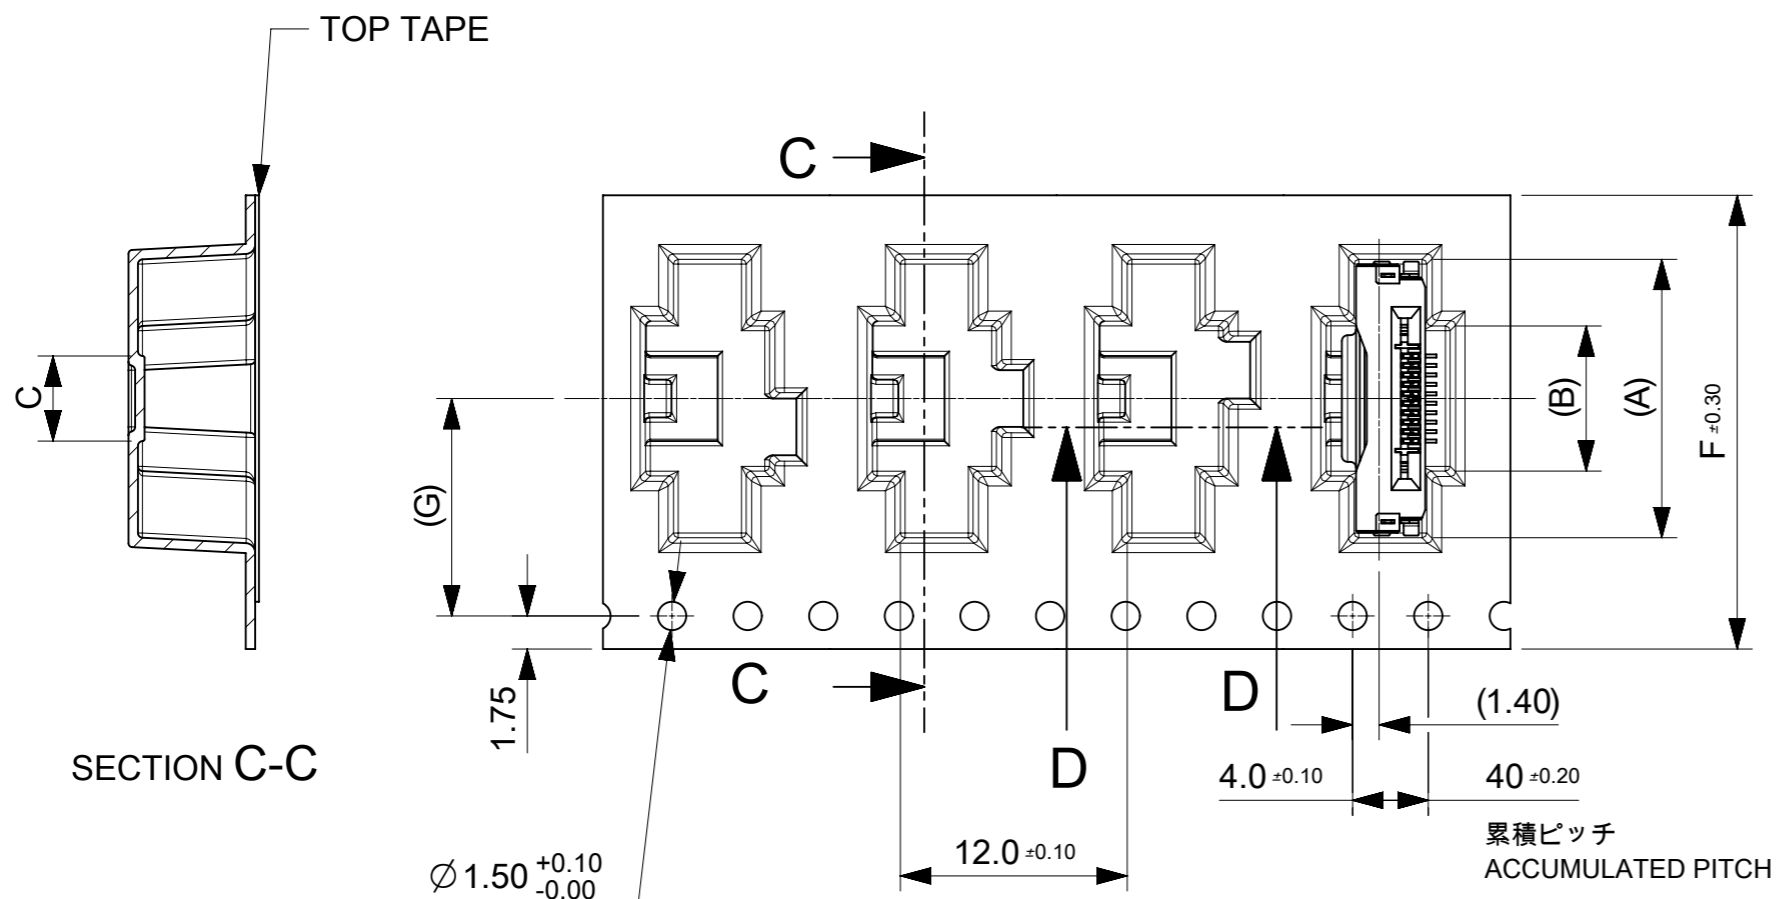 TOP TAPE
C
C
(G)
1.75
SECTION C-C
C
D
D
(B)
(A)
F ±0.30
(1.40)
4.0 ±0.10
40 ±0.20
累積ピッチ
ACCUMULATED PITCH
12.0 ±0.10
Ø 1.50 +0.10
-0.00